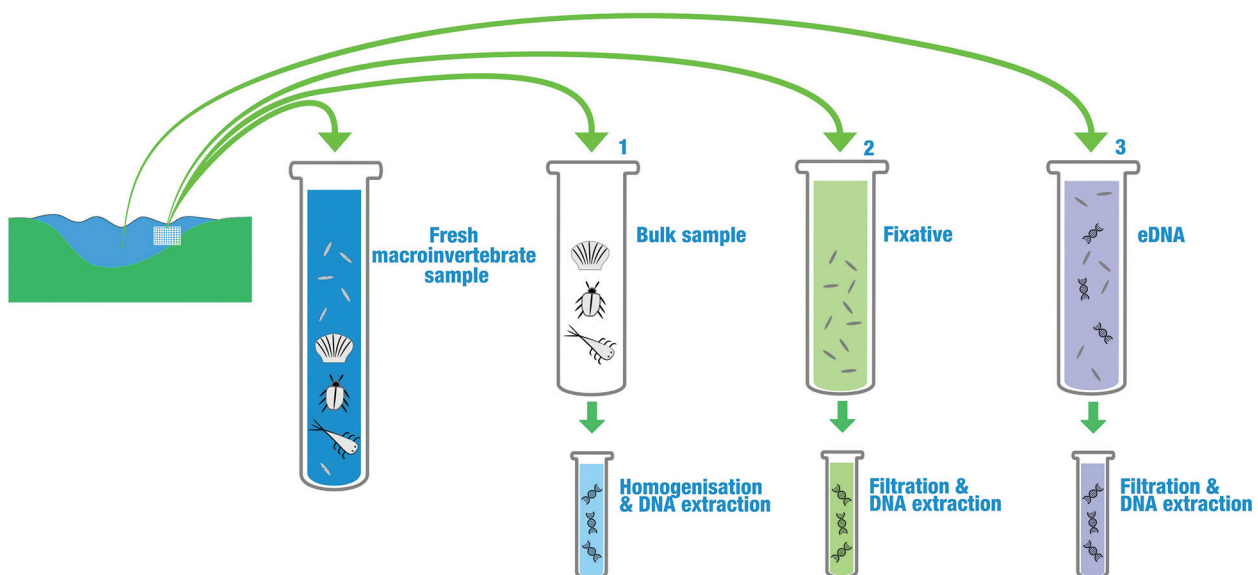 1
2
3
Fresh
macroinvertebrate
sample
Bulk sample
Fixative
eDNA
Homogenisation
& DNA extraction
Filtration &
DNA extraction
Filtration &
DNA extraction